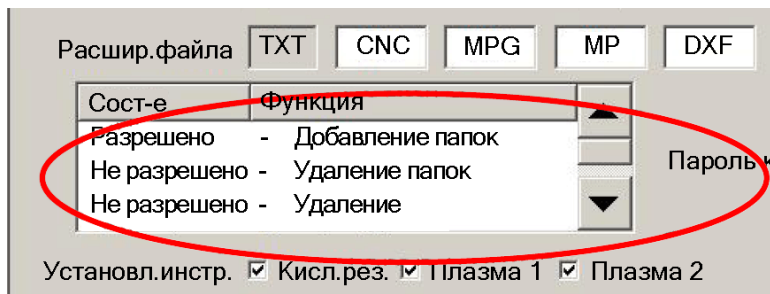 Расшир.файла TXT CNC MPG MP DXF
Сост-е Функция
Разрешено - Добавление папок
Не разрешено - Удаление папок
Пароль к
Не разрешено - Удаление
Установл.инстр. Кисл.рез. Плазма 1 Плазма 2